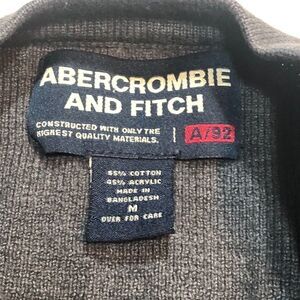 ABERCROMBIE
AND FITCH
CONSTRUCTED WITH ONLY THE
HIGHEST QUALITY MATERIALS.
A/92
55% COTTON
45% ACRYLIC
MADE IN
BANGLADESH
M
OVER FOR CARE